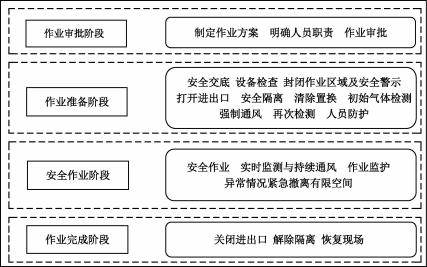 作业审批阶段
制定作业方案 明确人员职责 作业审批
作业准备阶段
安全交底 设备检查 封闭作业区域及安全警示
打开进出口 安全隔离 清除置换 初始气体检测
强制通风 再次检测 人员防护
安全作业阶段
安全作业 实时监测与持续通风 作业监护
异常情况紧急撤离有限空间
作业完成阶段
关闭进出口 解除隔离 恢复现场